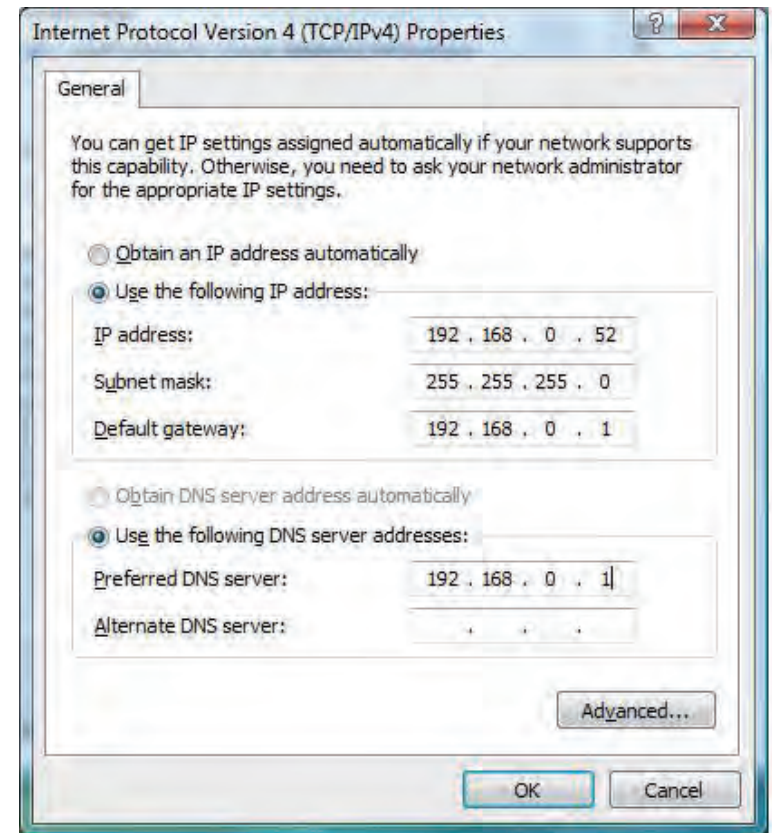 Internet Protocol Version 4 (TCP/IPv4) Properties
General
You can get IP settings assigned automatically if your network supports
this capability. Otherwise, you need to ask your network administrator
for the appropriate IP settings.
Obtain an IP address automatically
Use the following IP address:
IP address: 192 . 168 . 0 . 52
Subnet mask: 255 . 255 . 255 . 0
Default gateway: 192 . 168 . 0 . 1
Obtain DNS server address automatically
Use the following DNS server addresses:
Preferred DNS server: 192 . 168 . 0 . 1
Alternate DNS server: . . .
Advanced...
OK Cancel